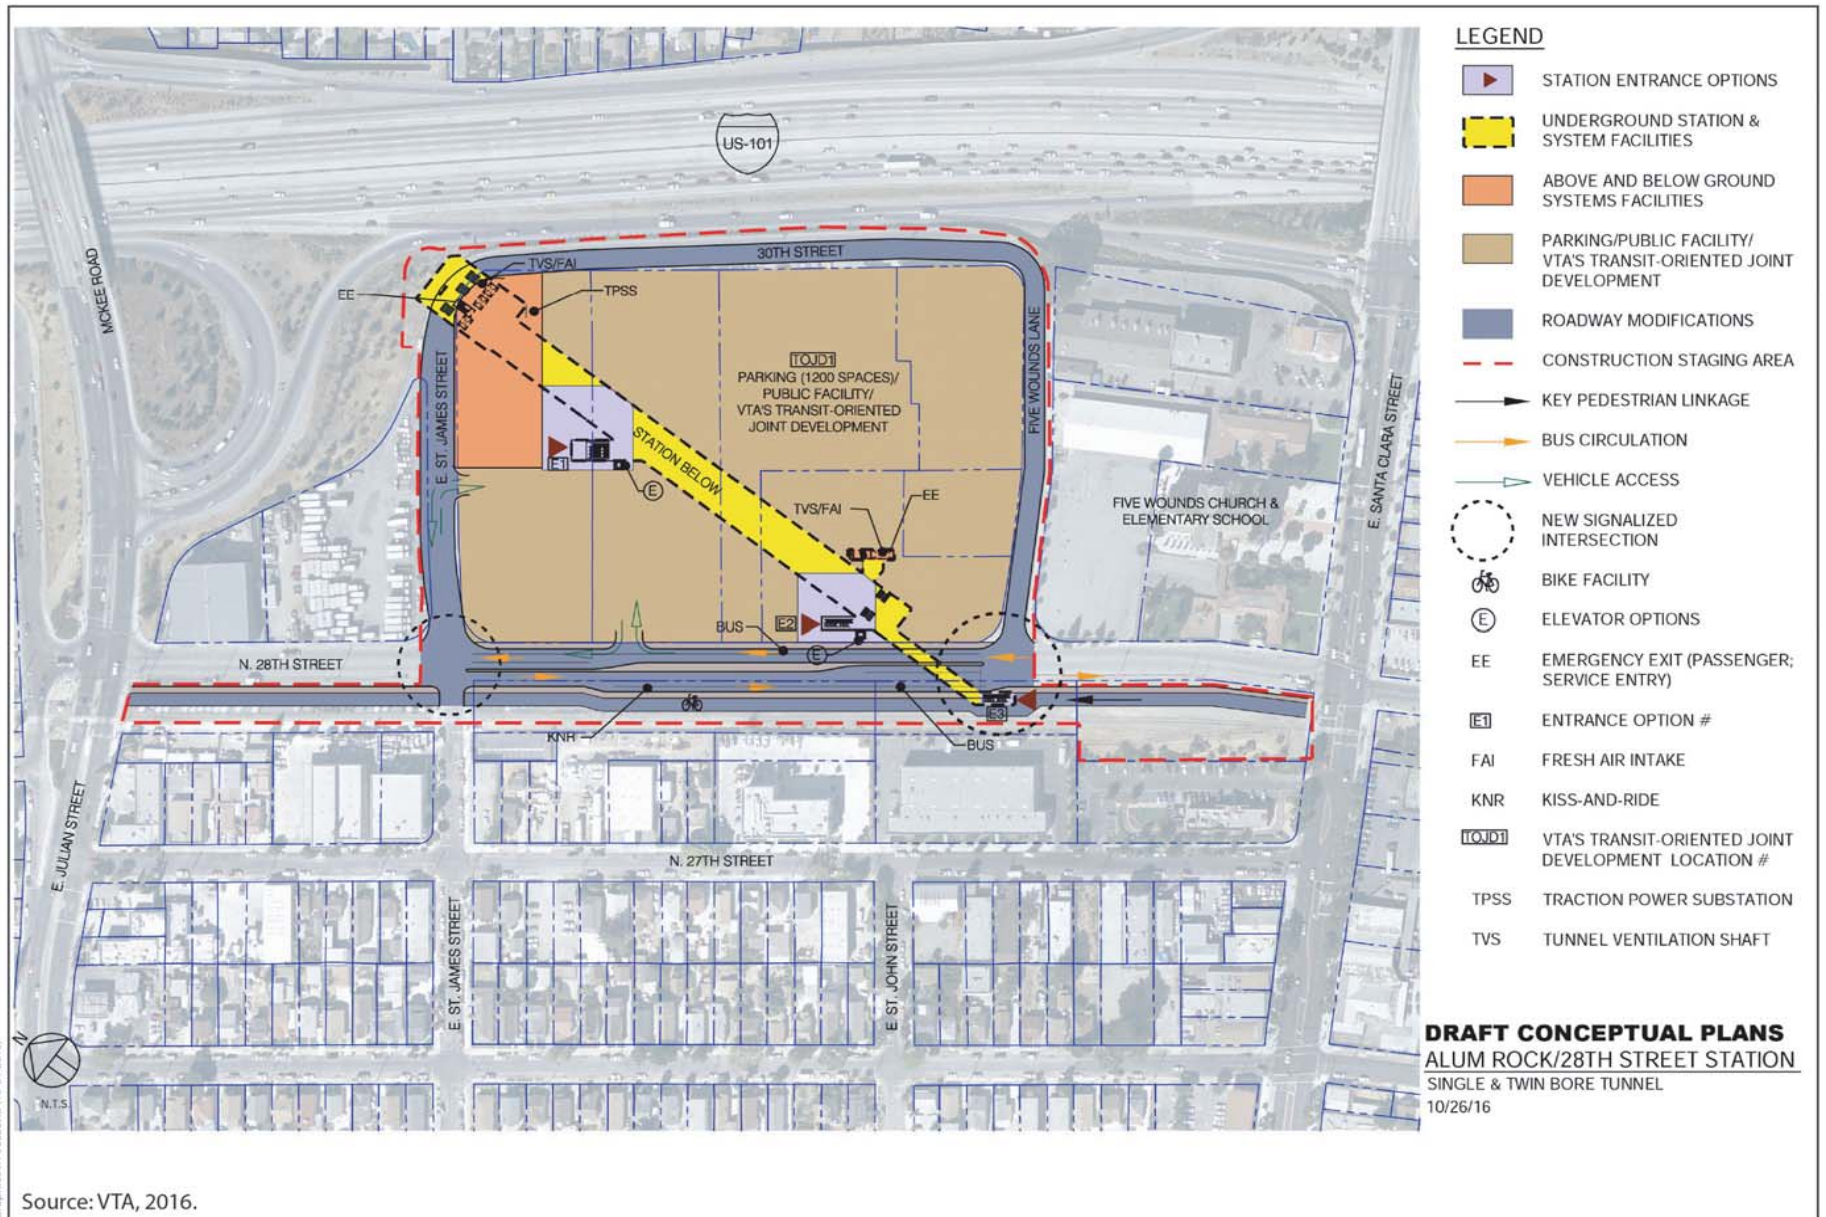 US-101
MCKEE ROAD
30TH STREET
TVS/FAI
EE
TPSS
E. ST. JAMES STREET
TOJD1
PARKING (1200 SPACES)/
PUBLIC FACILITY/
VTA'S TRANSIT-ORIENTED
JOINT DEVELOPMENT
FIVE WOUNDS LANE
E. SANTA CLARA STREET
STATION BELOW
E1
E
EE
TVS/FAI
FIVE WOUNDS CHURCH &
ELEMENTARY SCHOOL
BUS
E2
E
N. 28TH STREET
E3
KNR
BUS
E. JULIAN STREET
N. 27TH STREET
E. ST. JAMES STREET
E. ST. JOHN STREET
N
N.T.S.
LEGEND
STATION ENTRANCE OPTIONS
UNDERGROUND STATION &
SYSTEM FACILITIES
ABOVE AND BELOW GROUND
SYSTEMS FACILITIES
PARKING/PUBLIC FACILITY/
VTA'S TRANSIT-ORIENTED JOINT
DEVELOPMENT
ROADWAY MODIFICATIONS
CONSTRUCTION STAGING AREA
KEY PEDESTRIAN LINKAGE
BUS CIRCULATION
VEHICLE ACCESS
NEW SIGNALIZED
INTERSECTION
BIKE FACILITY
E ELEVATOR OPTIONS
EE EMERGENCY EXIT (PASSENGER;
SERVICE ENTRY)
E1 ENTRANCE OPTION #
FAI FRESH AIR INTAKE
KNR KISS-AND-RIDE
TOJD1 VTA'S TRANSIT-ORIENTED JOINT
DEVELOPMENT LOCATION #
TPSS TRACTION POWER SUBSTATION
TVS TUNNEL VENTILATION SHAFT
DRAFT CONCEPTUAL PLANS
ALUM ROCK/28TH STREET STATION
SINGLE & TWIN BORE TUNNEL
10/26/16
Source: VTA, 2016.